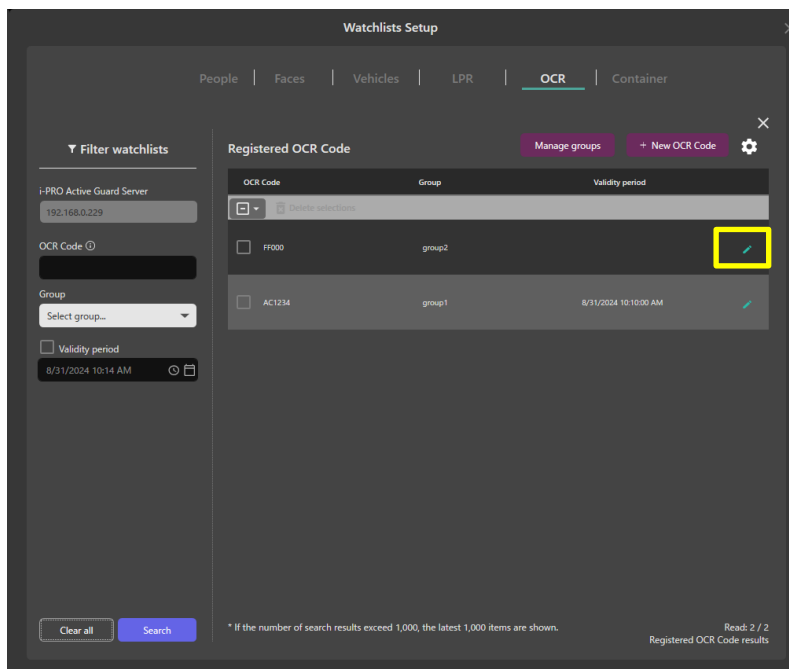 Watchlists Setup
People | Faces | Vehicles | LPR | OCR | Container
Filter watchlists
i-PRO Active Guard Server
192.168.0.229
OCR Code
Group
Select group...
Validity period
8/31/2024 10:14 AM
Clear all
Search
Registered OCR Code
Manage groups
+ New OCR Code
OCR Code Group Validity period
Delete selections
FF000 group2
AC1234 group1 8/31/2024 10:10:00 AM
* If the number of search results exceed 1,000, the latest 1,000 items are shown.
Read: 2 / 2
Registered OCR Code results